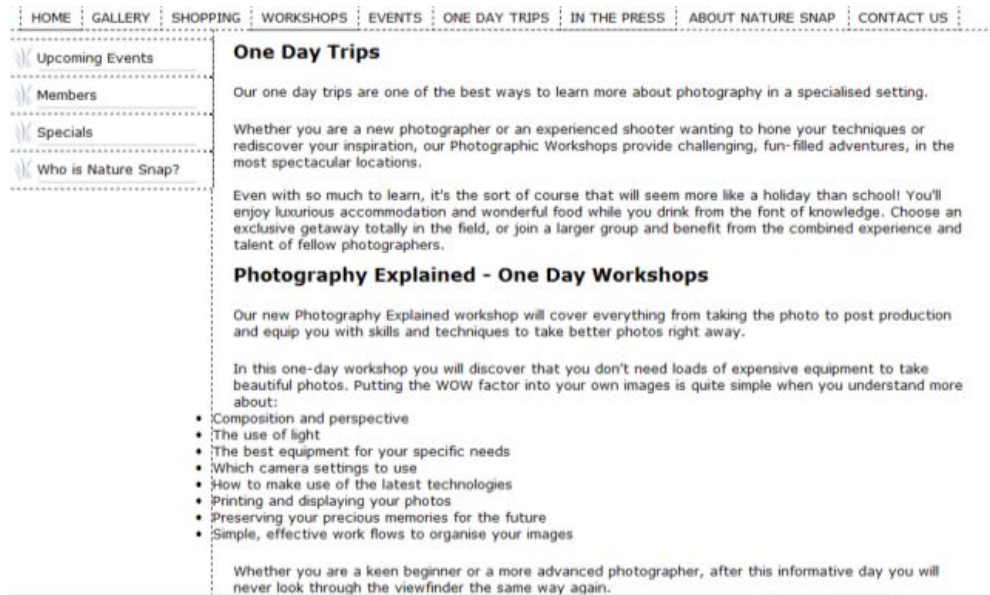 HOME GALLERY SHOPPING WORKSHOPS EVENTS ONE DAY TRIPS IN THE PRESS ABOUT NATURE SNAP CONTACT US
Upcoming Events
Members
Specials
Who is Nature Snap?
One Day Trips
Our one day trips are one of the best ways to learn more about photography in a specialised setting.
Whether you are a new photographer or an experienced shooter wanting to hone your techniques or
rediscover your inspiration, our Photographic Workshops provide challenging, fun-filled adventures, in the
most spectacular locations.
Even with so much to learn, it's the sort of course that will seem more like a holiday than school! You'll
enjoy luxurious accommodation and wonderful food while you drink from the font of knowledge. Choose an
exclusive getaway totally in the field, or join a larger group and benefit from the combined experience and
talent of fellow photographers.
Photography Explained - One Day Workshops
Our new Photography Explained workshop will cover everything from taking the photo to post production
and equip you with skills and techniques to take better photos right away.
In this one-day workshop you will discover that you don't need loads of expensive equipment to take
beautiful photos. Putting the WOW factor into your own images is quite simple when you understand more
about:
• Composition and perspective
• The use of light
• The best equipment for your specific needs
• Which camera settings to use
• How to make use of the latest technologies
• Printing and displaying your photos
• Preserving your precious memories for the future
• Simple, effective work flows to organise your images
Whether you are a keen beginner or a more advanced photographer, after this informative day you will
never look through the viewfinder the same way again.